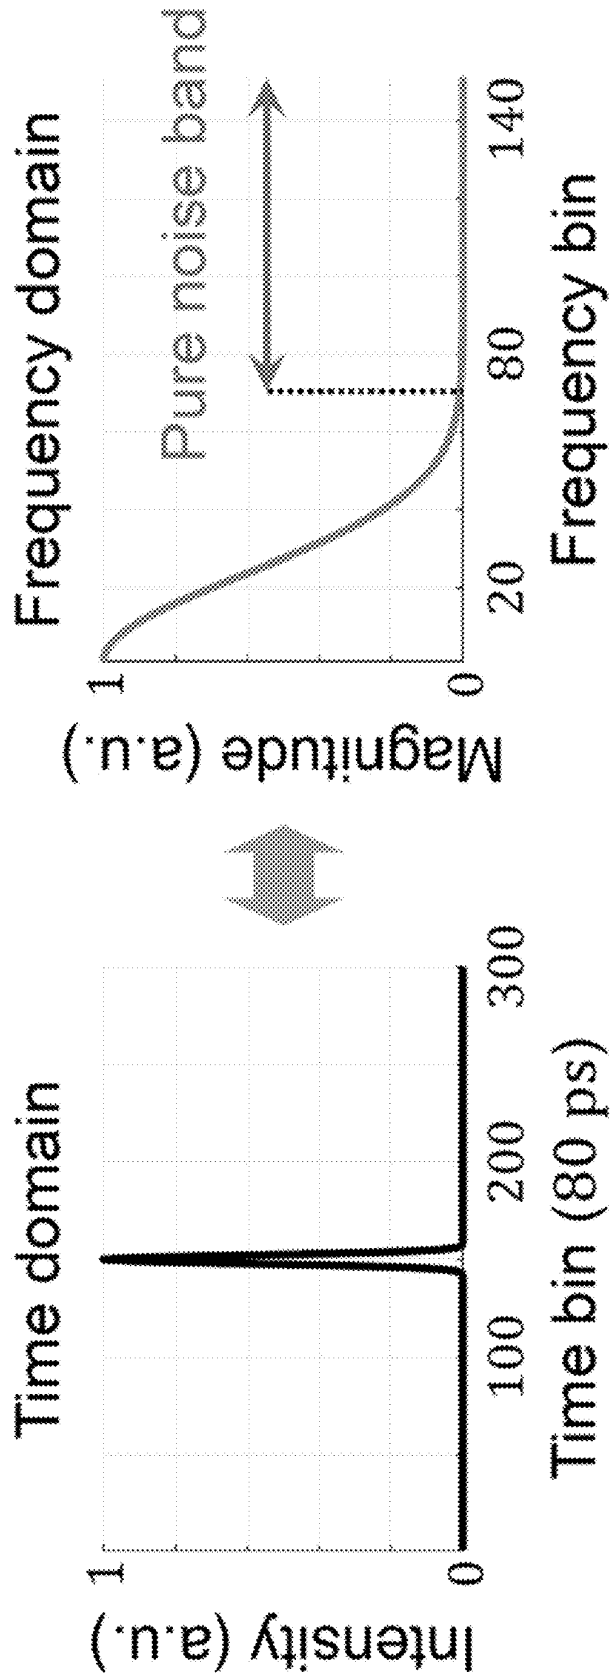 Time domain
Intensity (a.u.)
1
0
100
200
300
Time bin (80 ps)
Frequency domain
Magnitude (a.u.)
1
0
Pure noise band
20
80
140
Frequency bin